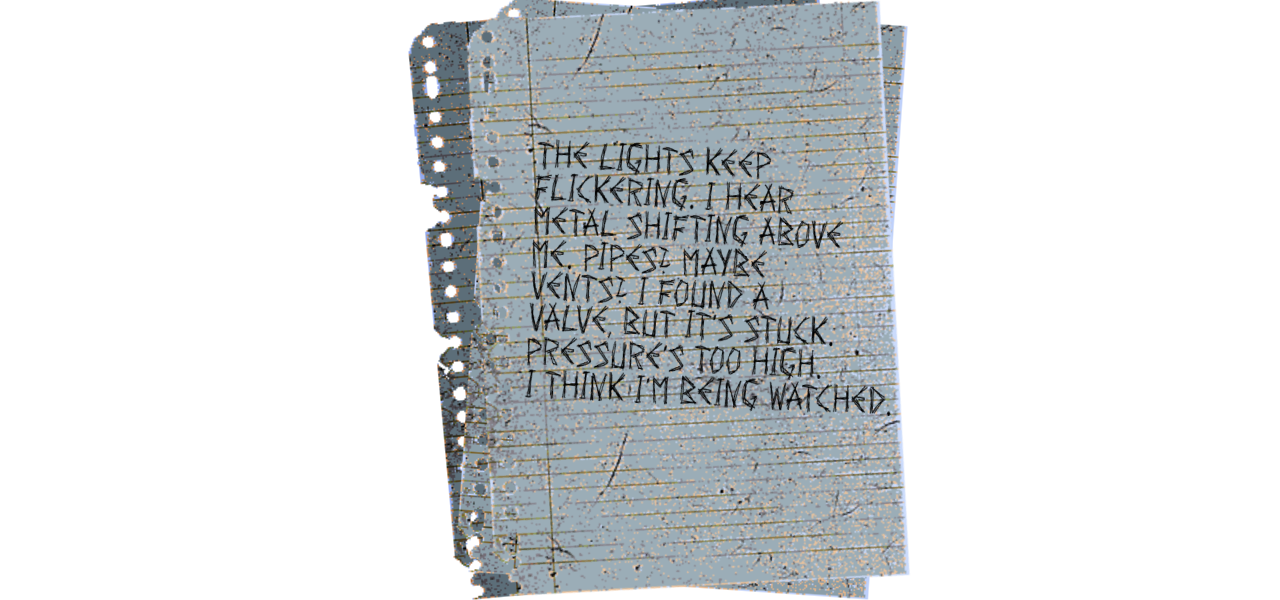 THE LIGHTS KEEP
FLICKERING. I HEAR
METAL SHIFTING ABOVE
ME. PIPES? MAYBE
VENTS? I FOUND A
VALVE, BUT IT'S STUCK.
PRESSURE'S TOO HIGH.
I THINK I'M BEING WATCHED.